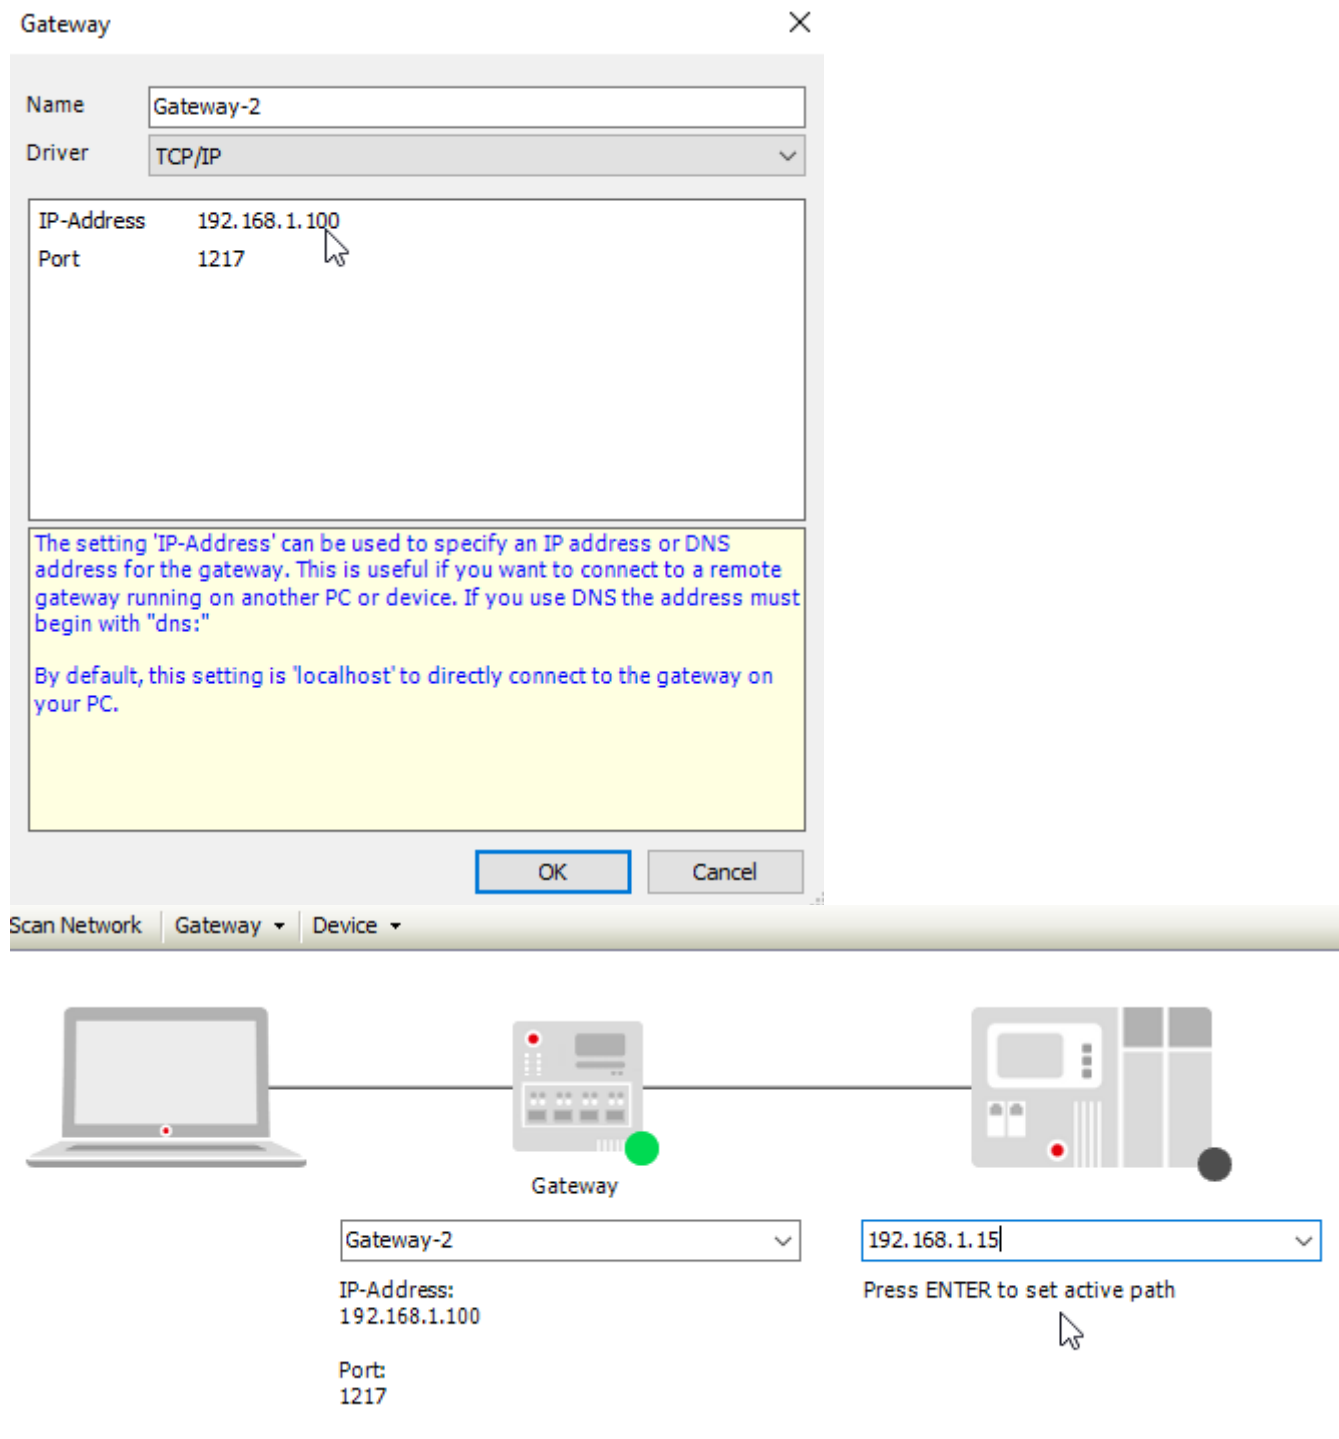 Gateway
Name
Gateway-2
Driver
TCP/IP
IP-Address
192.168.1.100
Port
1217
The setting 'IP-Address' can be used to specify an IP address or DNS
address for the gateway. This is useful if you want to connect to a remote
gateway running on another PC or device. If you use DNS the address must
begin with "dns:"
By default, this setting is 'localhost' to directly connect to the gateway on
your PC.
OK
Cancel
Scan Network
Gateway
Device
Gateway
Gateway-2
192.168.1.15
IP-Address:
192.168.1.100
Press ENTER to set active path
Port:
1217